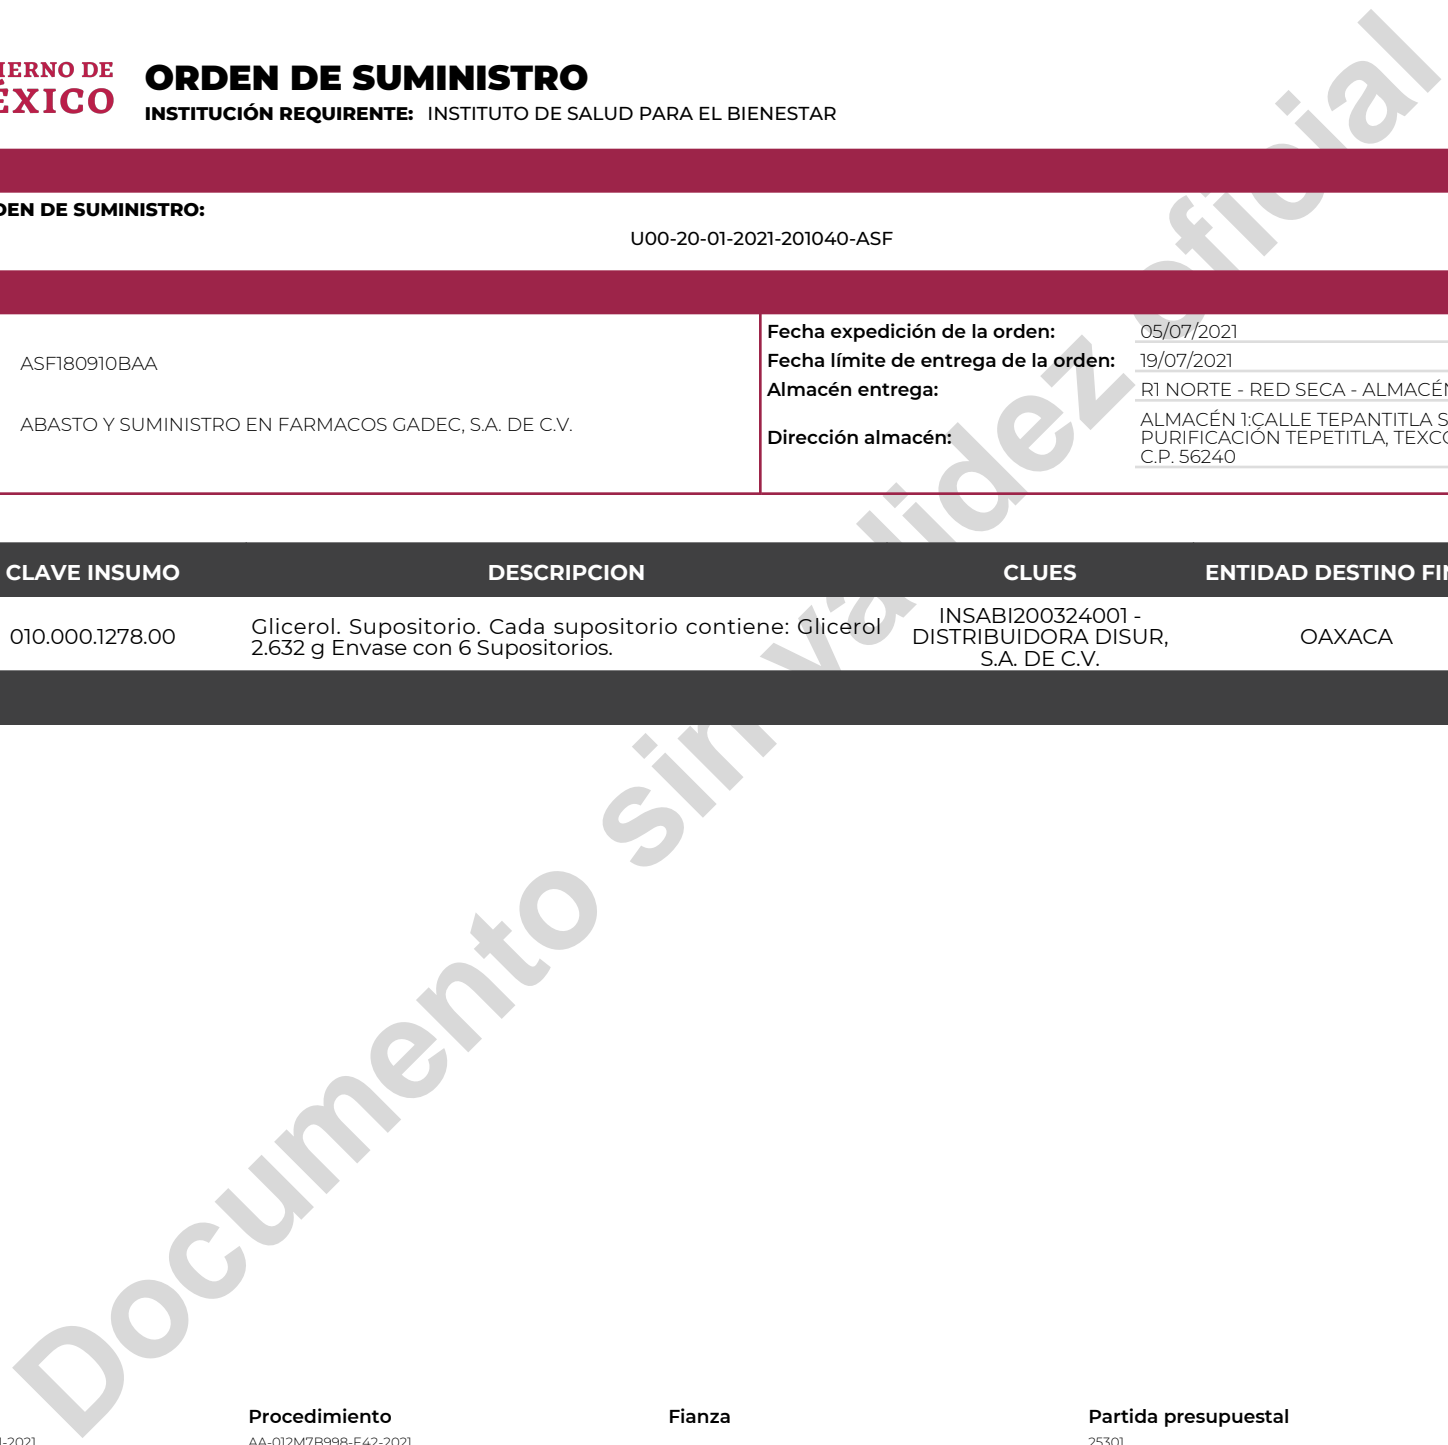 ORDEN DE SUMINISTRO
INSTITUCIÓN REQUIRENTE: INSTITUTO DE SALUD PARA EL BIENESTAR
DE
DE SUMINISTRO:
U00-20-01-2021-201040-ASF
ASF180910BAA
ABASTO Y SUMINISTRO EN FARMACOS GADEC, S.A. DE C.V.
Fecha expedición de la orden: 05/07/2021
Fecha límite de entrega de la orden: 19/07/2021
Almacén entrega: R1 NORTE - RED SECA - ALMACÉN
Dirección almacén:
ALMACÉN 1:CALLE TEPANTITLA
PURIFICACIÓN TEPETITLA,
C.P. 56240
CLAVE INSUMO DESCRIPCION CLUES ENTIDAD DESTINO
010.000.1278.00
Glicerol. Supositorio. Cada supositorio contiene: Glicerol
2.632 g Envase con 6 Supositorios.
INSABI200324001 -
DISTRIBUIDORA DISUR,
S.A. DE C.V.
OAXACA
Documento sin validez oficial
Procedimiento Fianza Partida presupuestal
AA-012M7B998-E42-2021 25301